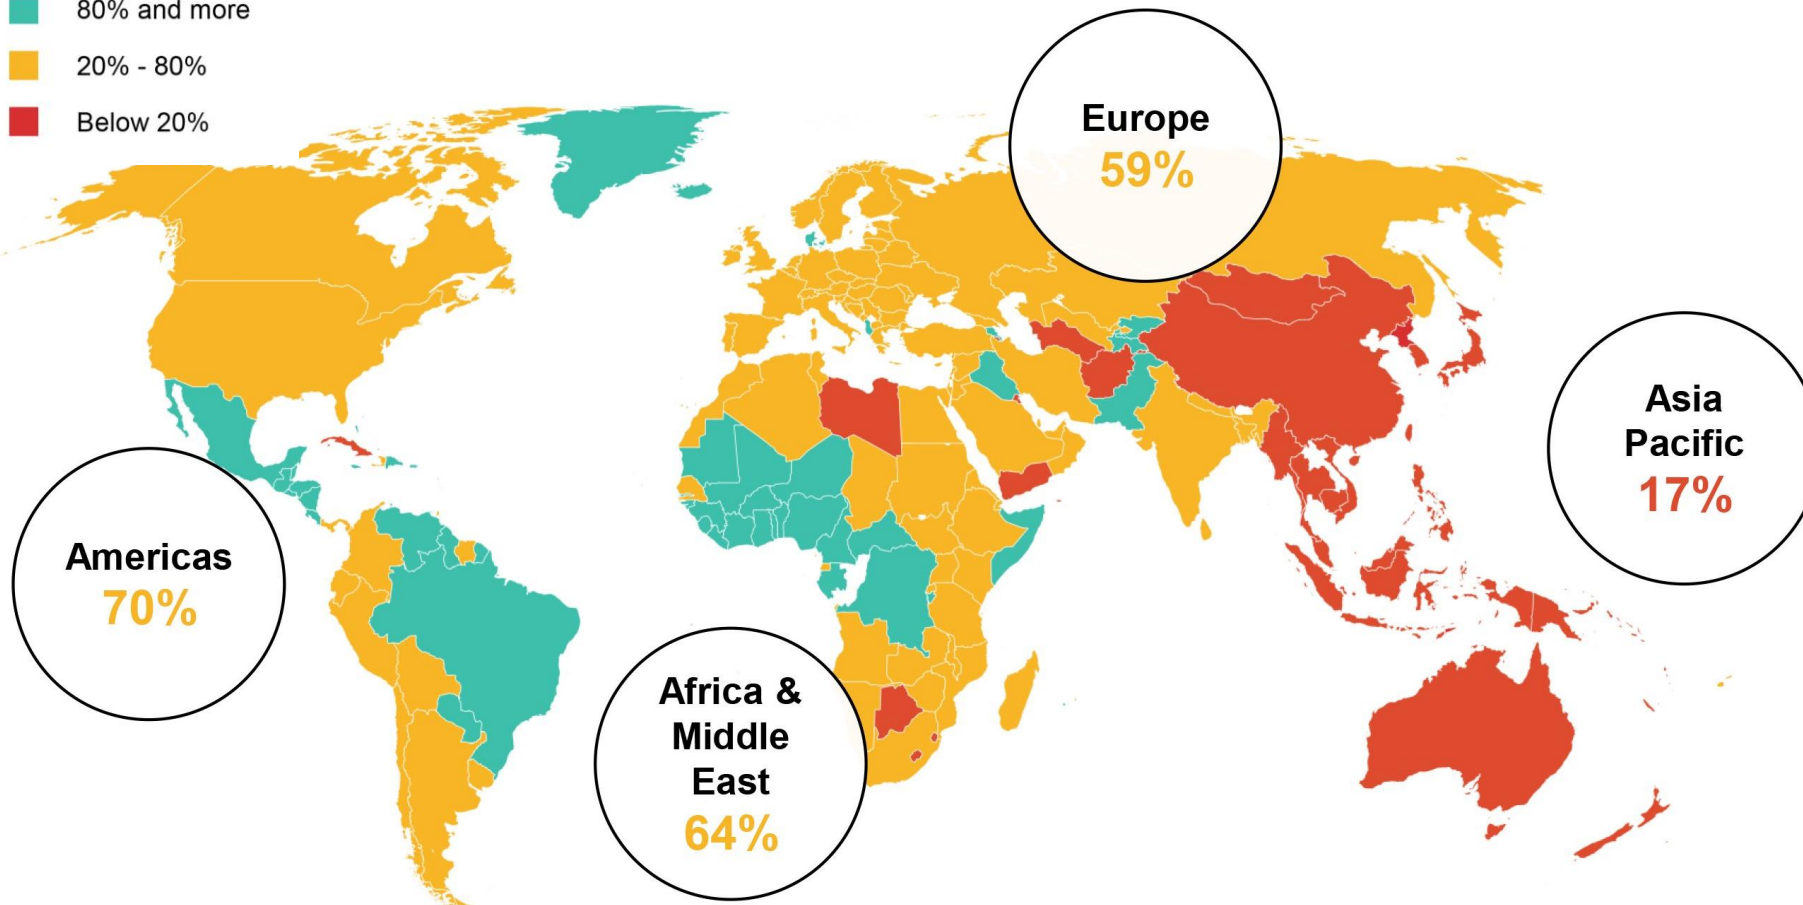 80% and more
20% - 80%
Below 20%
Europe
59%
Asia
Pacific
17%
Americas
70%
Africa &
Middle
East
64%